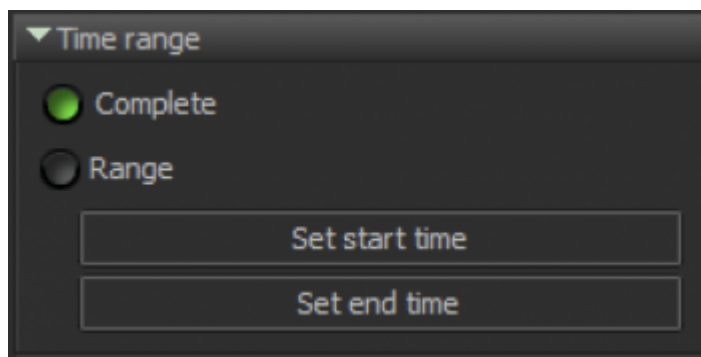 Time range
Complete
Range
Set start time
Set end time